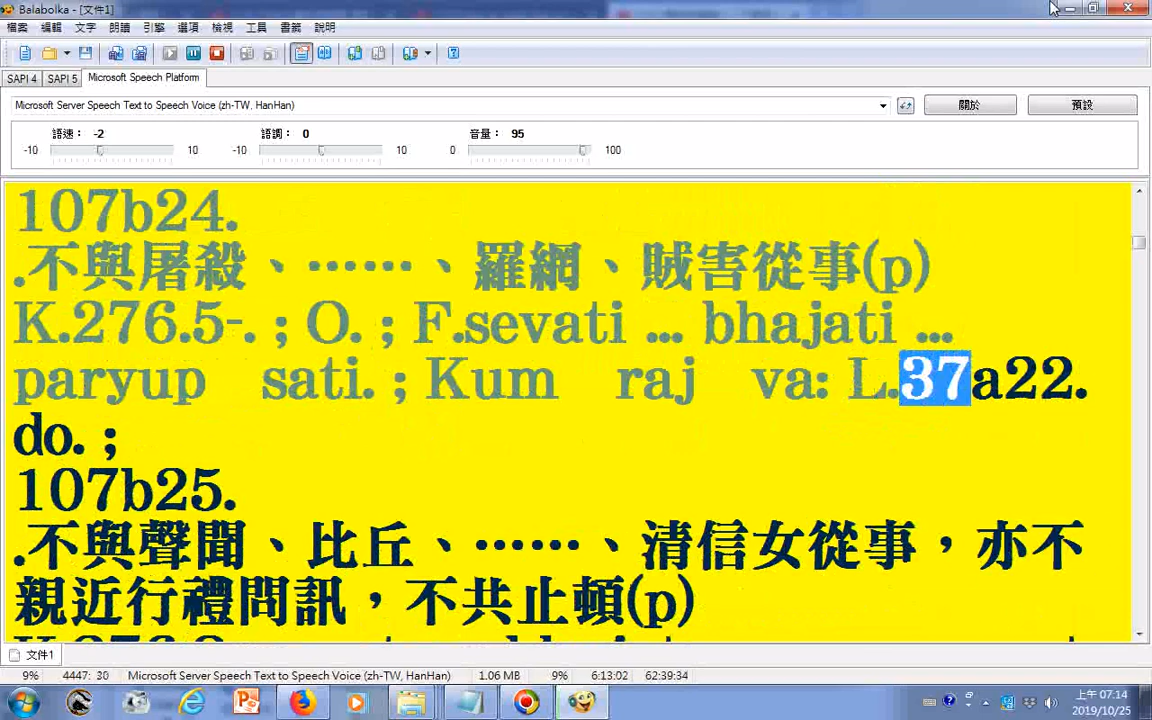 Balabolka - [文件1]
檔案 編輯 文字 朗讀 引擎 選項 檢視 工具 書籤 說明
SAPI 4 SAPI 5 Microsoft Speech Platform
Microsoft Server Speech Text to Speech Voice (zh-TW, HanHan) 關於 預設
語速： -2 語調： 0 音量： 95
-10 10 -10 10 0 100
107b24.
.不與屠殺、……、羅網、賊害從事(p)
K.276.5-. ; O. ; F.sevati ... bhajati ...
paryup sati. ; Kum raj va: L.37a22.
do. ;
107b25.
.不與聲聞、比丘、……、清信女從事，亦不
親近行禮問訊，不共止頓(p)
文件1
9% 4447: 30 Microsoft Server Speech Text to Speech Voice (zh-TW, HanHan) 1.06 MB 9% 6:13:02 62:39:34
上午 07:14
2019/10/25